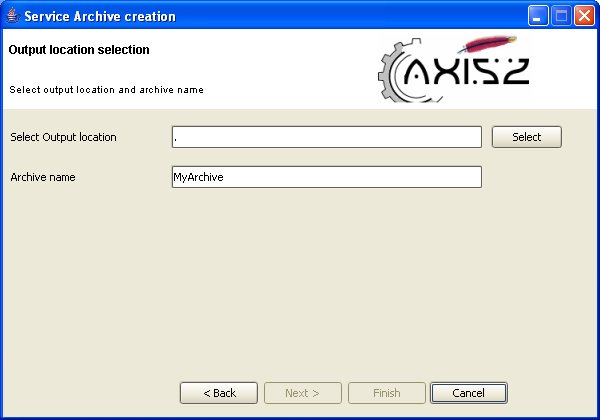 Service Archive creation
Output location selection
AXIS2
Select output location and archive name
Select Output location
.
Select
Archive name
MyArchive
< Back
Next >
Finish
Cancel